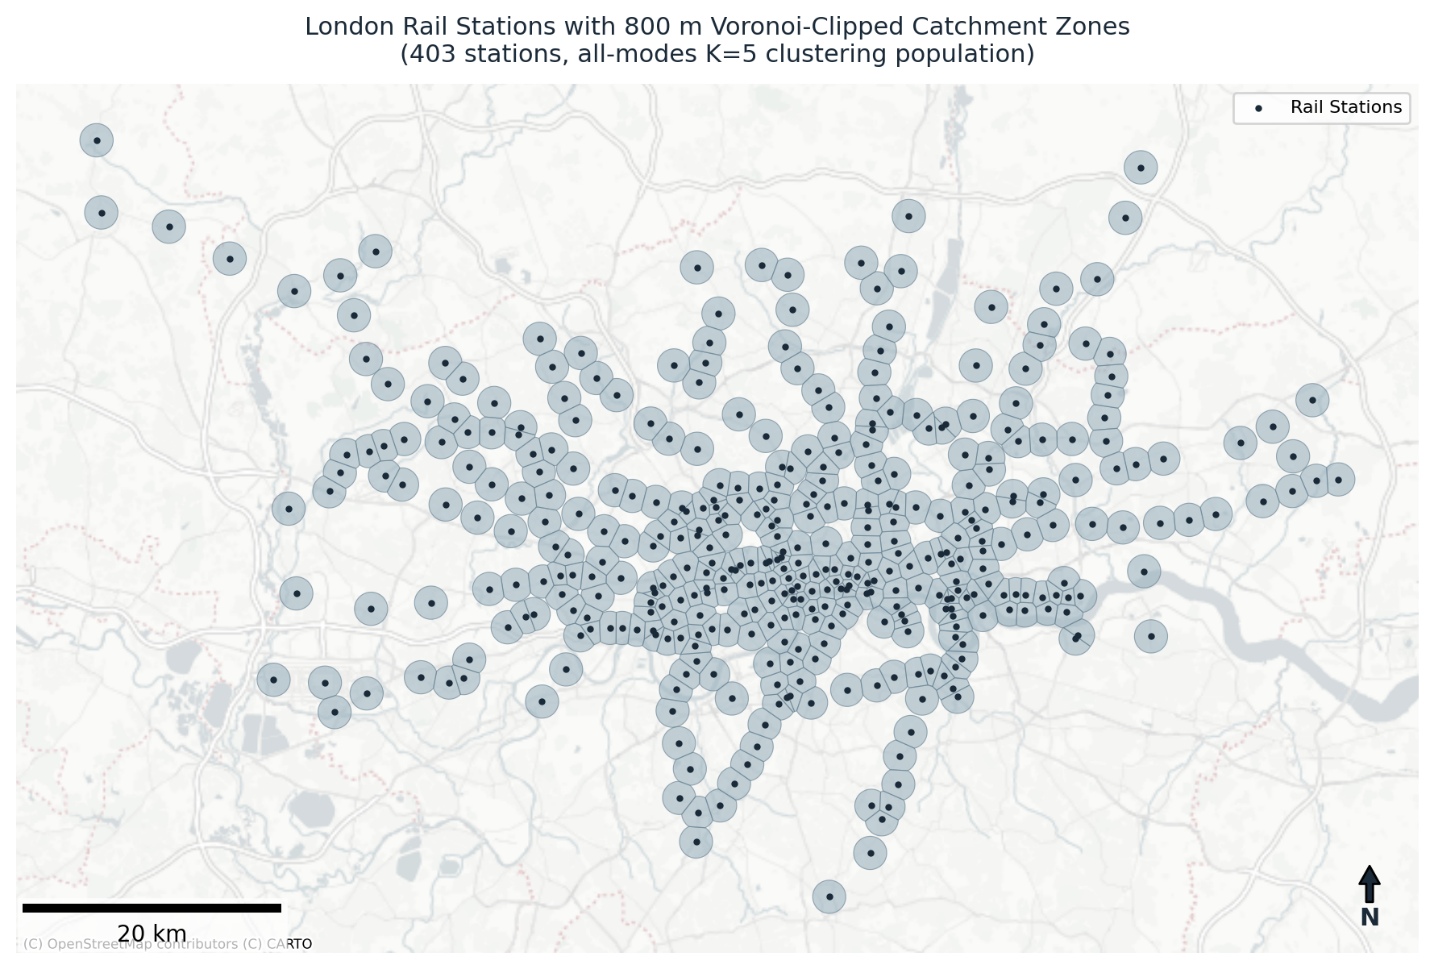 London Rail Stations with 800 m Voronoi-Clipped Catchment Zones
(403 stations, all-modes K=5 clustering population)
Rail Stations
N
20 km
(C) OpenStreetMap contributors (C) CARTO